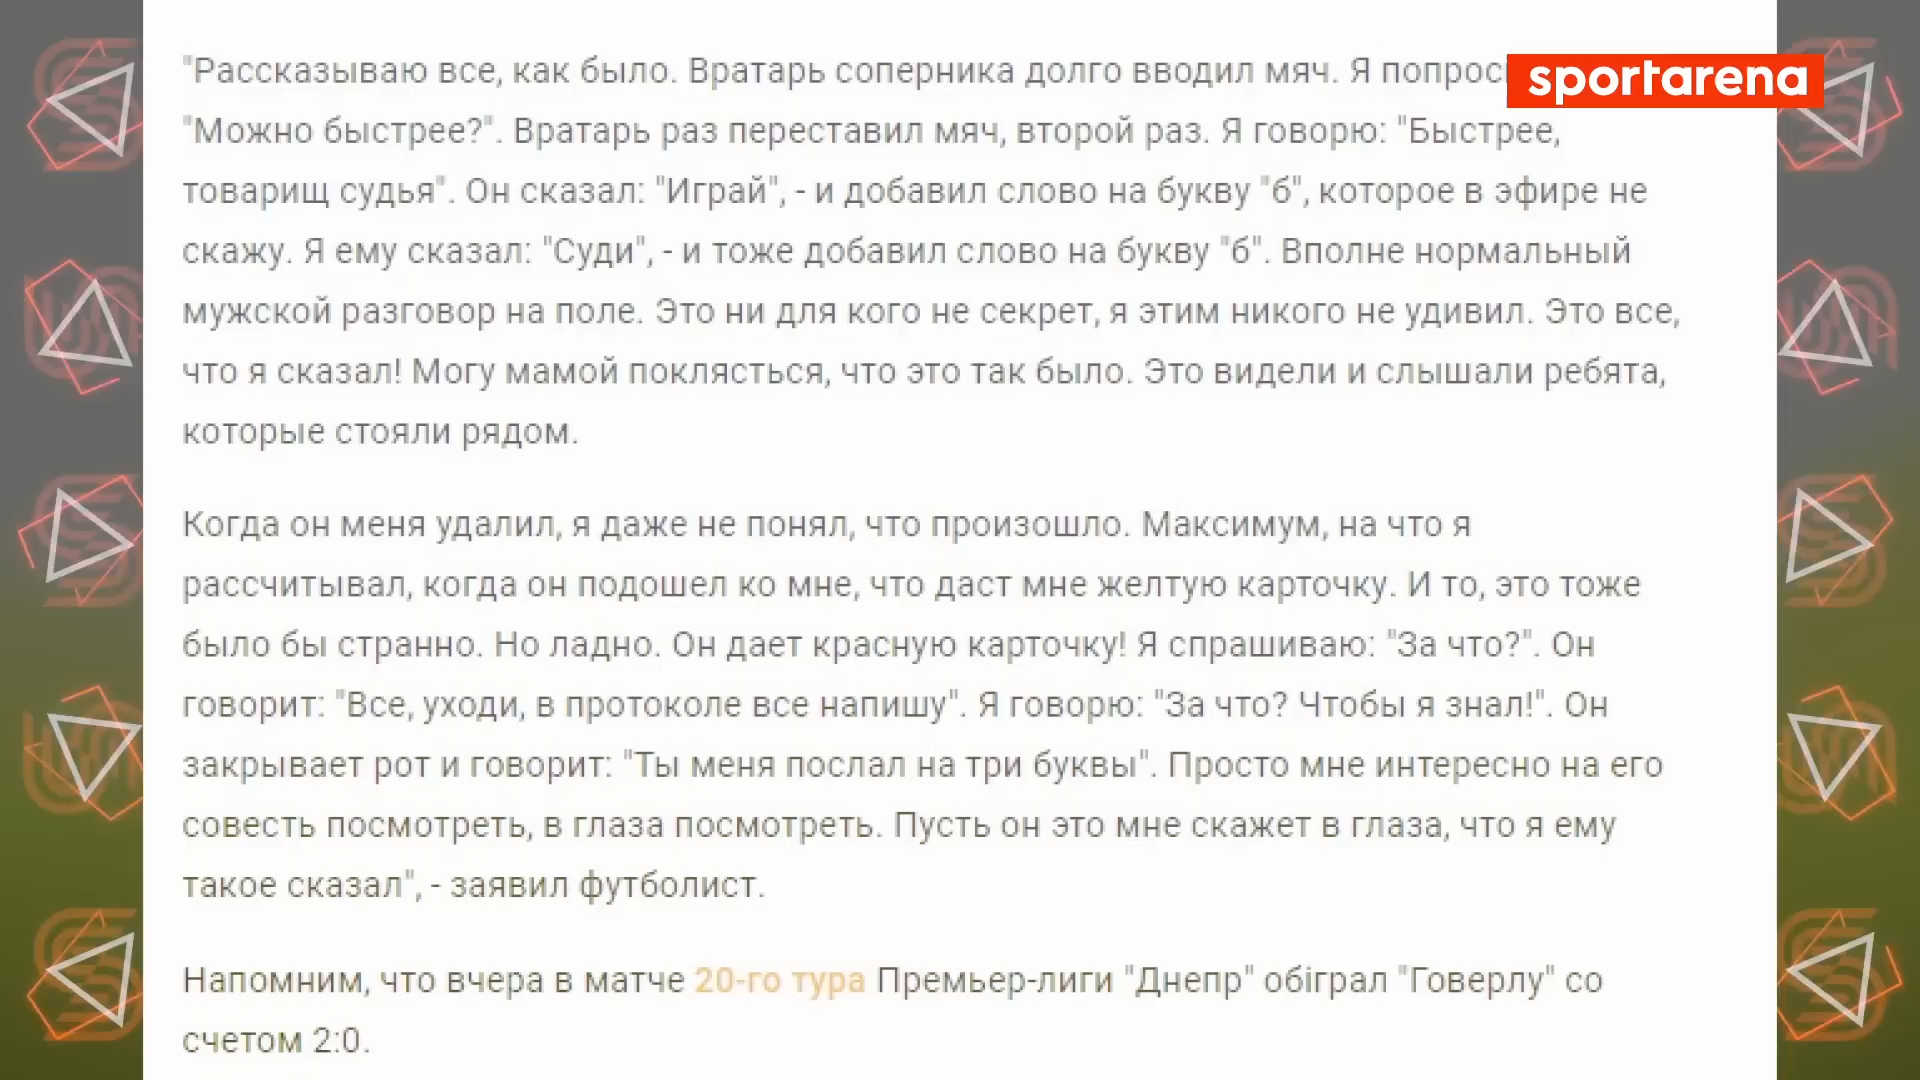 "Рассказываю все, как было. Вратарь соперника долго вводил мяч. Я
sportarena
"Можно быстрее?". Вратарь раз переставил мяч, второй раз. Я говорю: "Быстрее,
товарищ судья". Он сказал: "Играй", - и добавил слово на букву "б", которое в эфире не
скажу. Я ему сказал: "Суди", - и тоже добавил слово на букву "б". Вполне нормальный
мужской разговор на поле. Это ни для кого не секрет, я этим никого не удивил. Это все,
что я сказал! Могу мамой поклясться, что это так было. Это видели и слышали ребята,
которые стояли рядом.
Когда он меня удалил, я даже не понял, что произошло. Максимум, на что я
рассчитывал, когда он подошел ко мне, что даст мне желтую карточку. И то, это тоже
было бы странно. Но ладно. Он дает красную карточку! Я спрашиваю: "За что?". Он
говорит: "Все, уходи, в протоколе все напишу". Я говорю: "За что? Чтобы я знал!". Он
закрывает рот и говорит: "Ты меня послал на три буквы". Просто мне интересно на его
совесть посмотреть, в глаза посмотреть. Пусть он это мне скажет в глаза, что я ему
такое сказал", - заявил футболист.
Напомним, что вчера в матче 20-го тура Премьер-лиги "Днепр" обіграл "Говерлу" со
счетом 2:0.